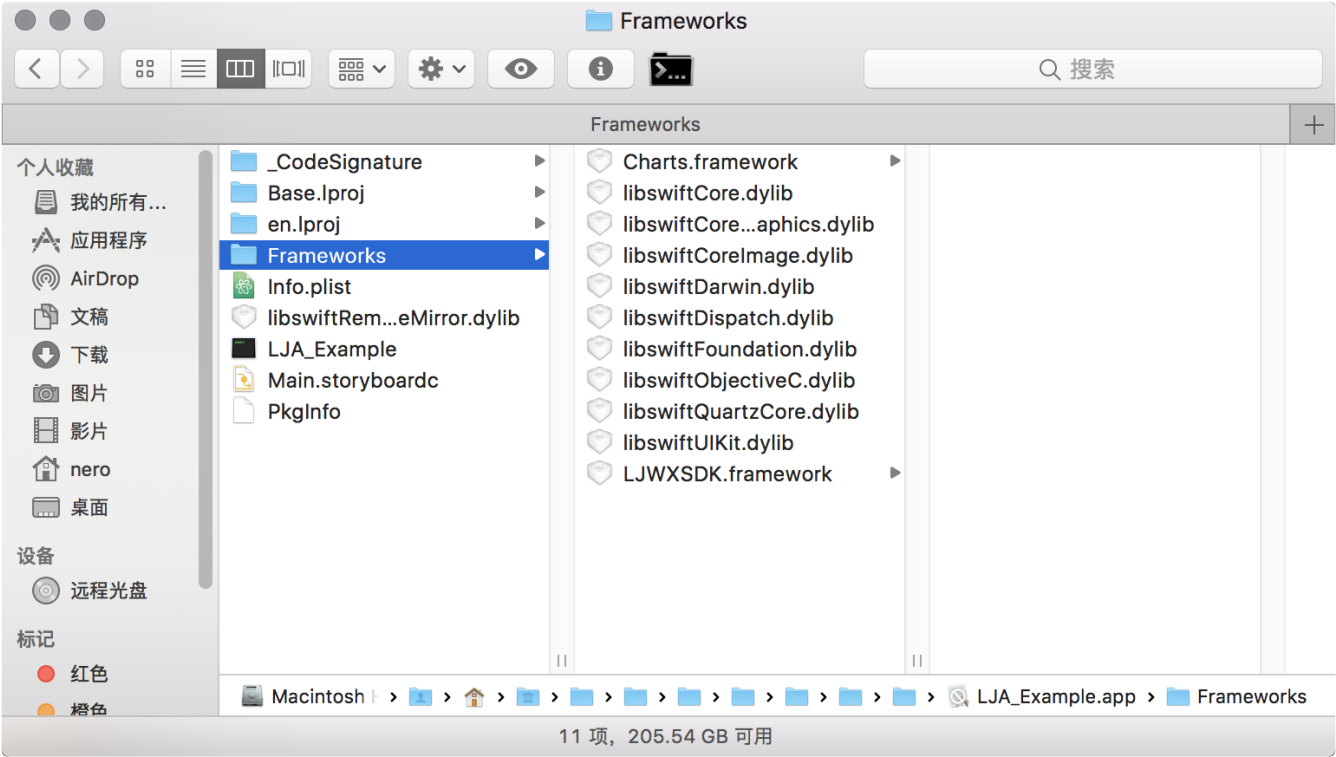 Frameworks
搜索
Frameworks
个人收藏
我的所有...
应用程序
AirDrop
文稿
下载
图片
影片
nero
桌面
设备
远程光盘
标记
红色
橙色
_CodeSignature
Base.lproj
en.lproj
Frameworks
Info.plist
libswiftRem...eMirror.dylib
LJA_Example
Main.storyboardc
PkgInfo
Charts.framework
libswiftCore.dylib
libswiftCore...aphics.dylib
libswiftCoreImage.dylib
libswiftDarwin.dylib
libswiftDispatch.dylib
libswiftFoundation.dylib
libswiftObjectiveC.dylib
libswiftQuartzCore.dylib
libswiftUIKit.dylib
LJWXSDK.framework
Macintosh LJA_Example.app Frameworks
11 项，205.54 GB 可用